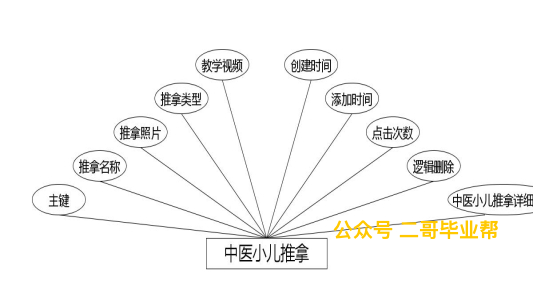 教学视频
创建时间
推拿类型
添加时间
推拿照片
点击次数
推拿名称
逻辑删除
主键
中医小儿推拿详细
公众号 二哥毕业帮
中医小儿推拿